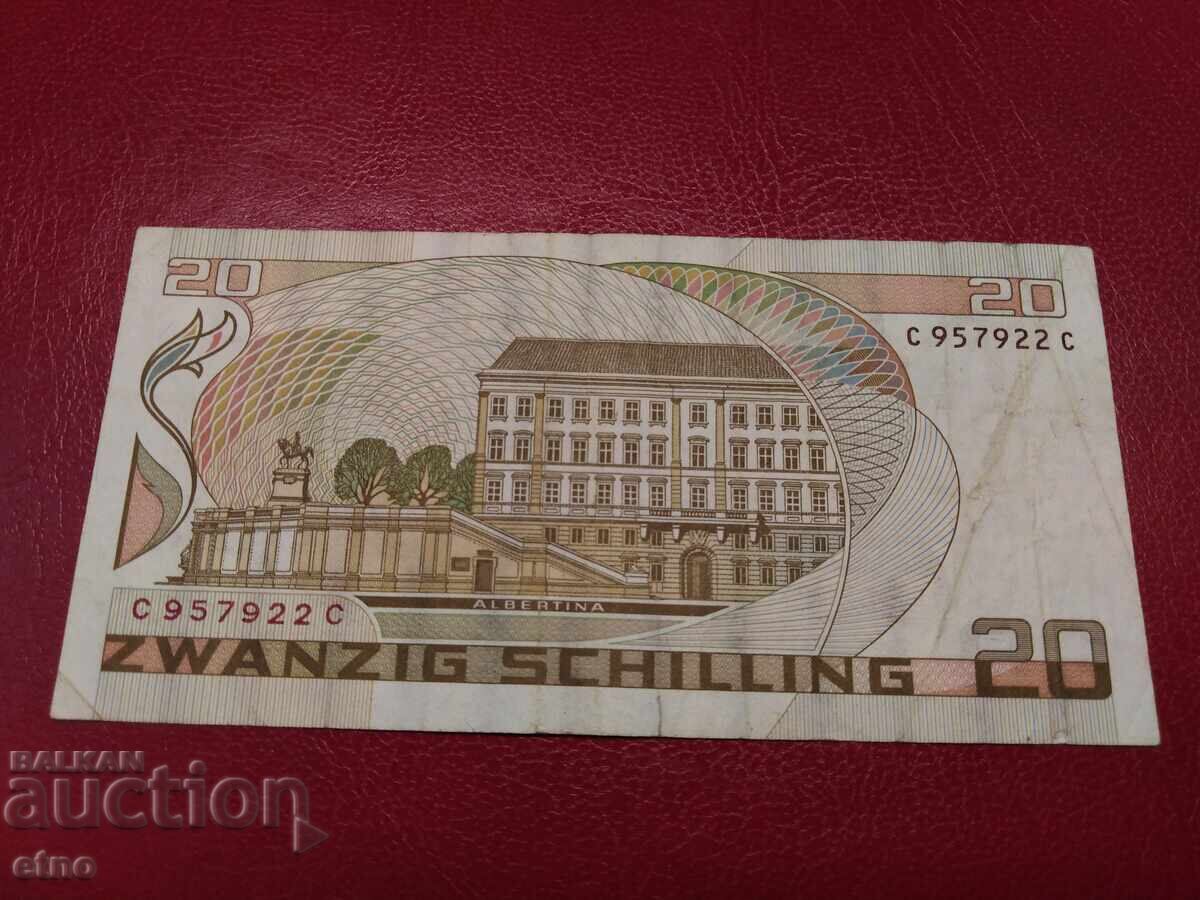 20
20
C 957922 C
ALBERTINA
C 957922 C
ZWANZIG SCHILLING
20
BALKAN
auction
etno